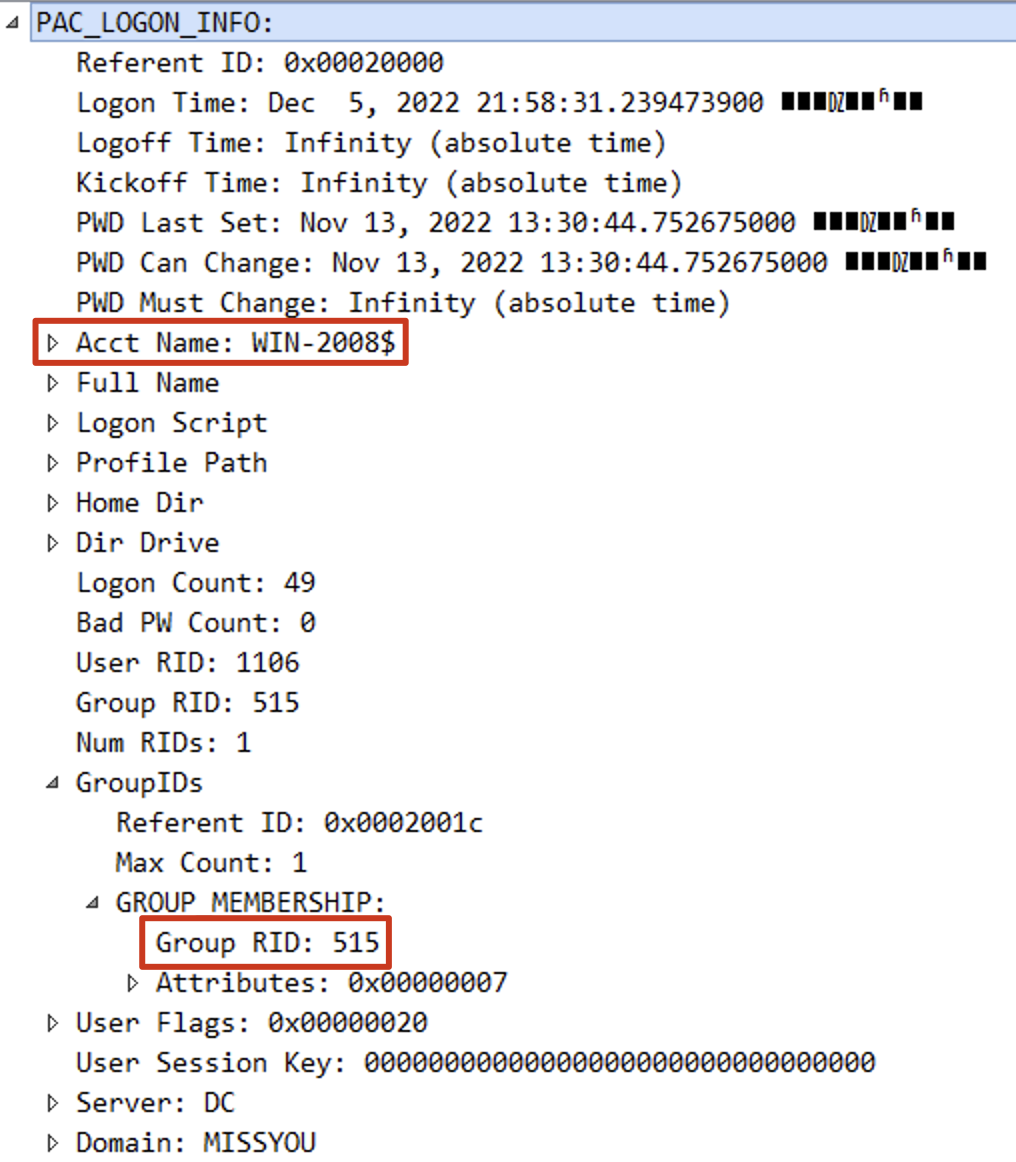 PAC_LOGON_INFO:
Referent ID: 0x00020000
Logon Time: Dec  5, 2022 21:58:31.239473900
Logoff Time: Infinity (absolute time)
Kickoff Time: Infinity (absolute time)
PWD Last Set: Nov 13, 2022 13:30:44.752675000
PWD Can Change: Nov 13, 2022 13:30:44.752675000
PWD Must Change: Infinity (absolute time)
Acct Name: WIN-2008$
Full Name
Logon Script
Profile Path
Home Dir
Dir Drive
Logon Count: 49
Bad PW Count: 0
User RID: 1106
Group RID: 515
Num RIDs: 1
GroupIDs
Referent ID: 0x0002001c
Max Count: 1
GROUP MEMBERSHIP:
Group RID: 515
Attributes: 0x00000007
User Flags: 0x00000020
User Session Key: 00000000000000000000000000000000
Server: DC
Domain: MISSYOU